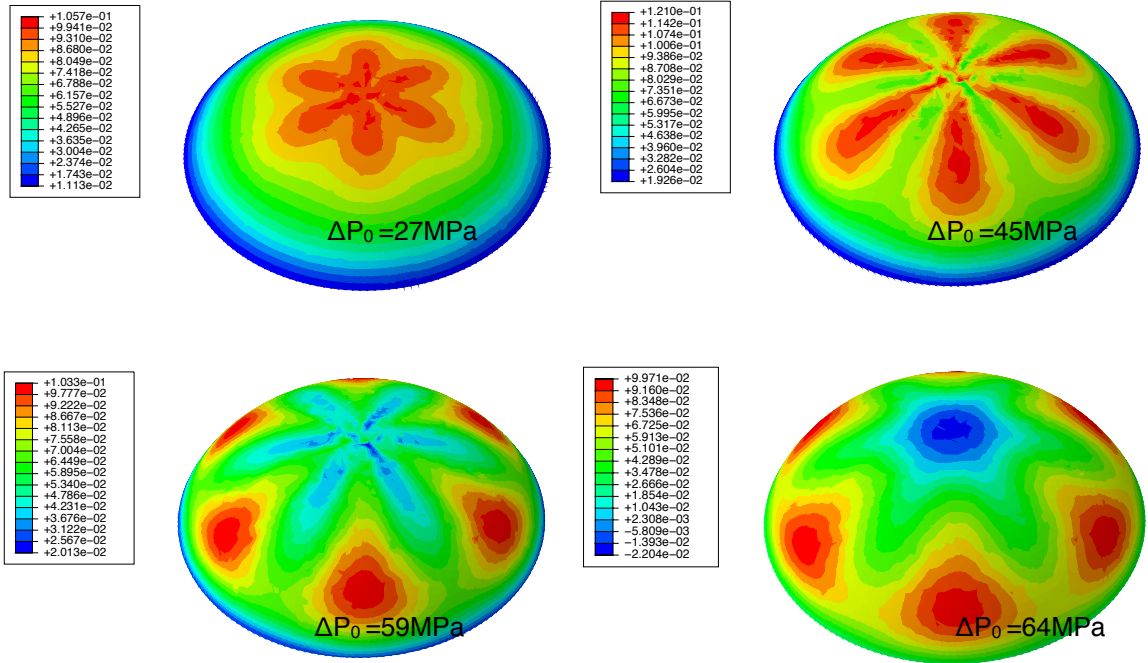 +1.057e−01
+9.941e−02
+9.310e−02
+8.680e−02
+8.049e−02
+7.418e−02
+6.788e−02
+6.157e−02
+5.527e−02
+4.896e−02
+4.265e−02
+3.635e−02
+3.004e−02
+2.374e−02
+1.743e−02
+1.113e−02
ΔP₀ =27MPa
+1.210e−01
+1.142e−01
+1.074e−01
+1.006e−01
+9.386e−02
+8.708e−02
+8.029e−02
+7.351e−02
+6.673e−02
+5.995e−02
+5.317e−02
+4.638e−02
+3.960e−02
+3.282e−02
+2.604e−02
+1.926e−02
ΔP₀ =45MPa
+1.033e−01
+9.777e−02
+9.222e−02
+8.667e−02
+8.113e−02
+7.558e−02
+7.004e−02
+6.449e−02
+5.895e−02
+5.340e−02
+4.786e−02
+4.231e−02
+3.676e−02
+3.122e−02
+2.567e−02
+2.013e−02
ΔP₀ =59MPa
+9.971e−02
+9.160e−02
+8.348e−02
+7.536e−02
+6.725e−02
+5.913e−02
+5.101e−02
+4.289e−02
+3.478e−02
+2.666e−02
+1.854e−02
+1.043e−02
+2.308e−03
−5.809e−03
−1.393e−02
−2.204e−02
ΔP₀ =64MPa